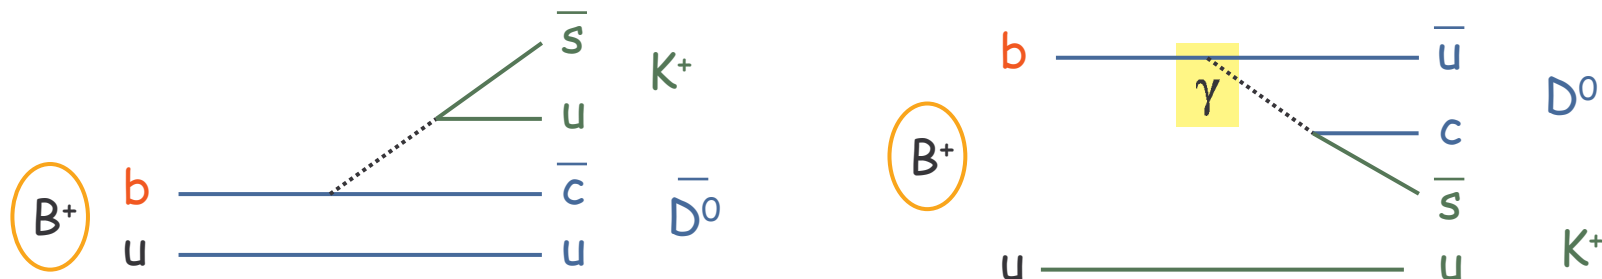 s̅
K⁺
u
B⁺
b
c̅
D̅⁰
u
u
b
u̅
γ
D⁰
c
B⁺
s̅
u
u
K⁺